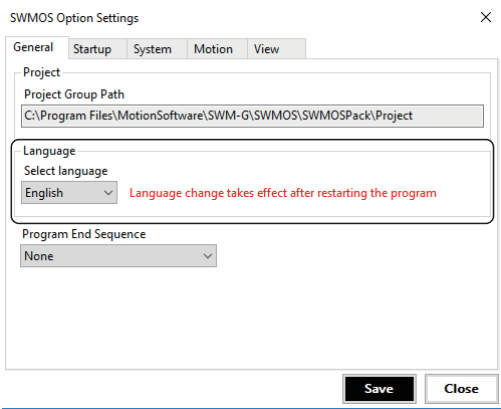 SWMOS Option Settings
General Startup System Motion View
Project
Project Group Path
C:\Program Files\MotionSoftware\SWM-G\SWMOS\SWMOSPack\Project
Language
Select language
English Language change takes effect after restarting the program
Program End Sequence
None
Save Close